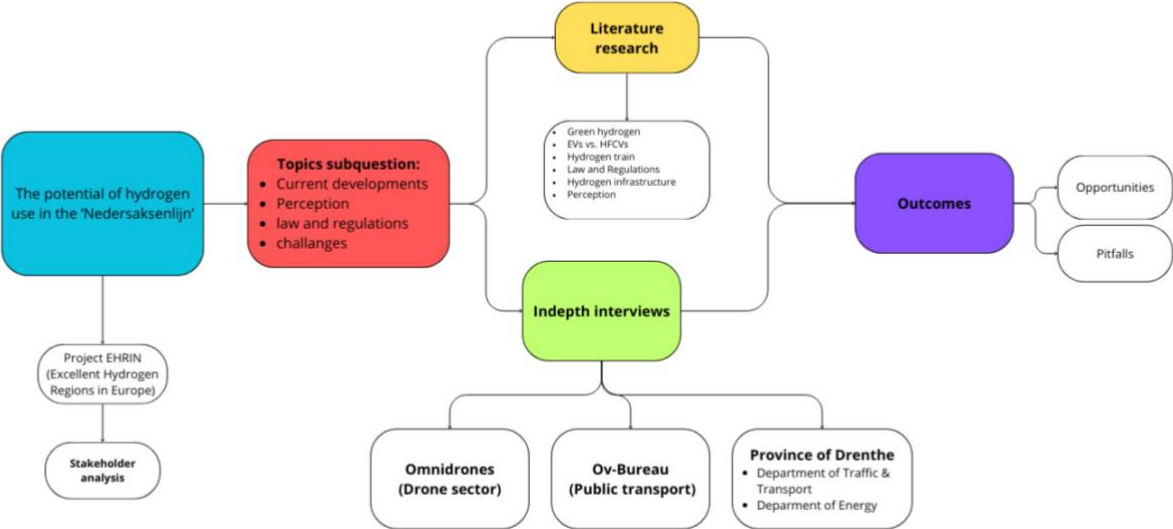 The potential of hydrogen
use in the ‘Nedersaksenlijn’
Project EHRIN
(Excellent Hydrogen
Regions in Europe)
Stakeholder
analysis
Topics subquestion:
• Current developments
• Perception
• law and regulations
• challanges
Literature
research
• Green hydrogen
• EVs vs. HFCVs
• Hydrogen train
• Law and Regulations
• Hydrogen infrastructure
• Perception
Indepth interviews
Omnidrones
(Drone sector)
Ov-Bureau
(Public transport)
Province of Drenthe
• Department of Traffic &
Transport
• Deparment of Energy
Outcomes
Opportunities
Pitfalls